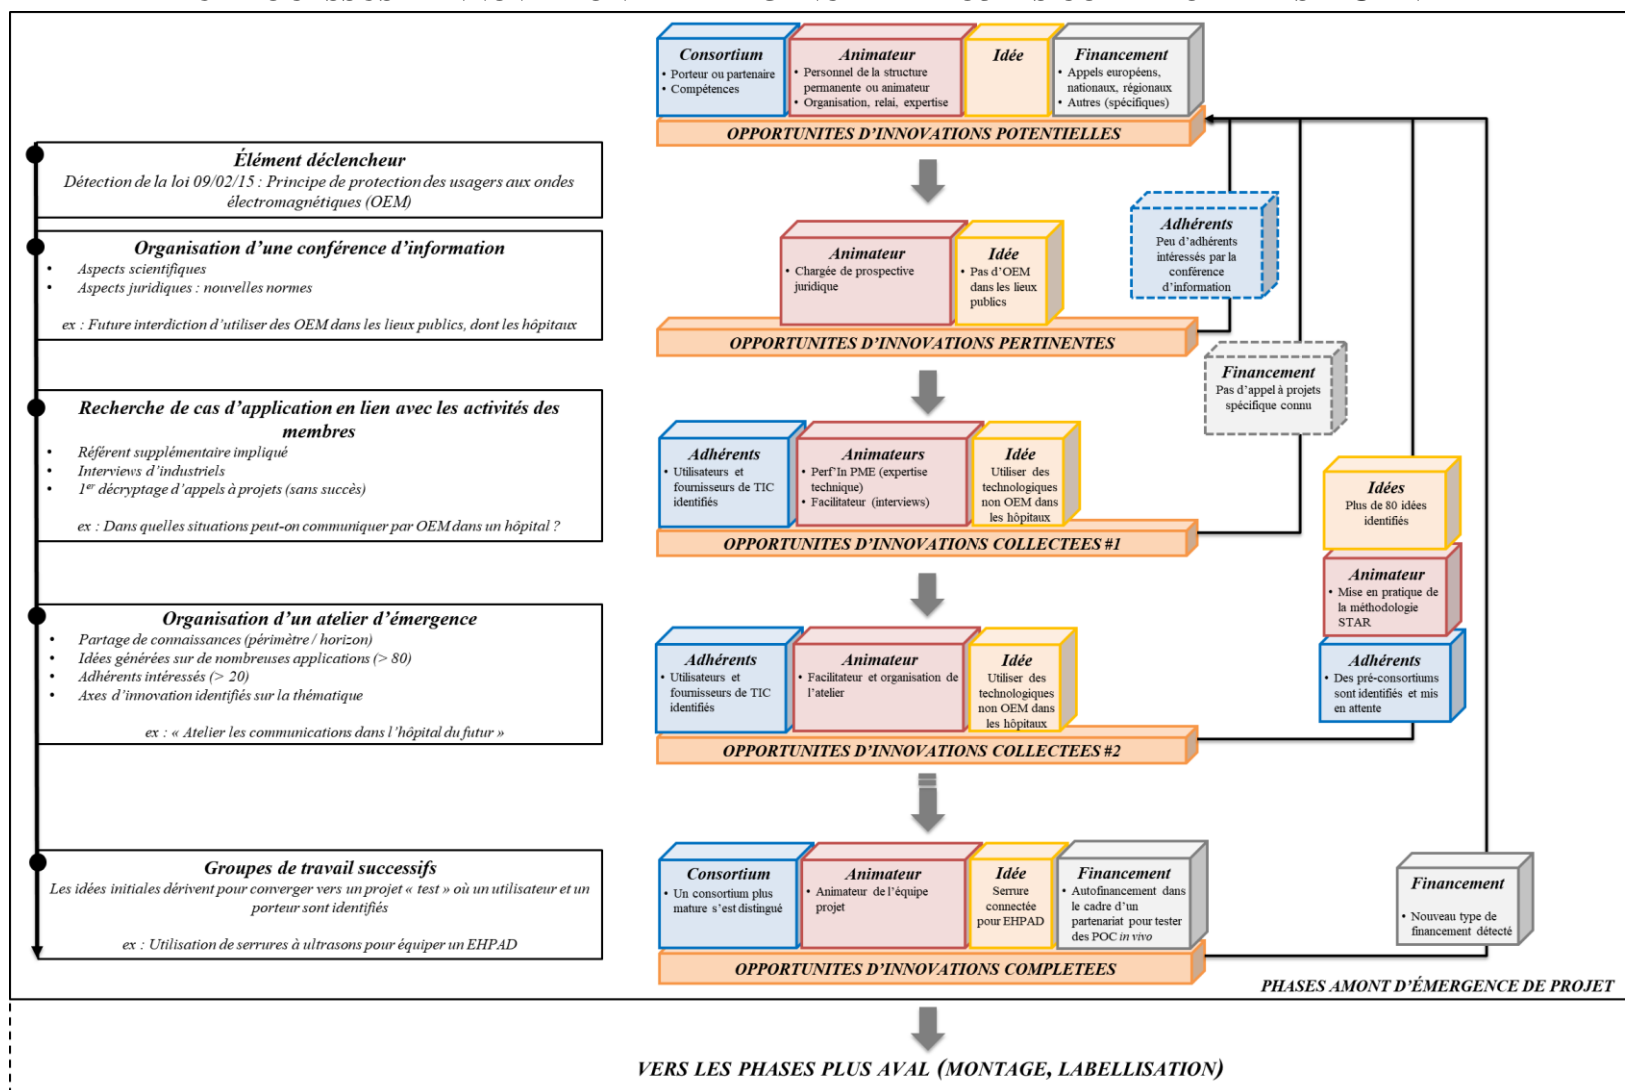 Consortium
• Porteur ou partenaire
• Compétences
Animateur
• Personnel de la structure
permanente ou animateur
• Organisation, relai, expertise
Idée
Financement
• Appels européens,
nationaux, régionaux
• Autres (spécifiques)
OPPORTUNITES D'INNOVATIONS POTENTIELLES
Élément déclencheur
Détection de la loi 09/02/15 : Principe de protection des usagers aux ondes
électromagnétiques (OEM)
Organisation d'une conférence d'information
• Aspects scientifiques
• Aspects juridiques : nouvelles normes
ex : Future interdiction d'utiliser des OEM dans les lieux publics, dont les hôpitaux
Animateur
• Chargée de prospective
juridique
Idée
• Pas d'OEM
dans les lieux
publics
OPPORTUNITES D'INNOVATIONS PERTINENTES
Adhérents
Peu d'adhérents
intéressés par la
conférence
d'information
Recherche de cas d'application en lien avec les activités des
membres
• Référent supplémentaire impliqué
• Interviews d'industriels
• 1er décryptage d'appels à projets (sans succès)
ex : Dans quelles situations peut-on communiquer par OEM dans un hôpital ?
Adhérents
• Utilisateurs et
fournisseurs de TIC
identifiés
Animateurs
• Perf'In PME (expertise
technique)
• Facilitateur (interviews)
Idée
Utiliser des
technologiques
non OEM dans
les hôpitaux
OPPORTUNITES D'INNOVATIONS COLLECTEES #1
Financement
Pas d'appel à projets
spécifique connu
Organisation d'un atelier d'émergence
• Partage de connaissances (périmètre / horizon)
• Idées générées sur de nombreuses applications (> 80)
• Adhérents intéressés (> 20)
• Axes d'innovation identifiés sur la thématique
ex : « Atelier les communications dans l'hôpital du futur »
Adhérents
• Utilisateurs et
fournisseurs de TIC
identifiés
Animateur
• Facilitateur et organisation de
l'atelier
Idée
Utiliser des
technologiques
non OEM dans
les hôpitaux
OPPORTUNITES D'INNOVATIONS COLLECTEES #2
Idées
Plus de 80 idées
identifiés
Animateur
• Mise en pratique de
la méthodologie
STAR
Adhérents
• Des pré-consortiums
sont identifiés et mis
en attente
Groupes de travail successifs
Les idées initiales dérivent pour converger vers un projet « test » où un utilisateur et un
porteur sont identifiés
ex : Utilisation de serrures à ultrasons pour équiper un EHPAD
Consortium
• Un consortium plus
mature s'est distingué
Animateur
• Animateur de l'équipe
projet
Idée
Serrure
connectée
pour EHPAD
Financement
• Autofinancement dans
le cadre d'un
partenariat pour tester
des POC in vivo
OPPORTUNITES D'INNOVATIONS COMPLETEES
Financement
• Nouveau type de
financement détecté
PHASES AMONT D'ÉMERGENCE DE PROJET
VERS LES PHASES PLUS AVAL (MONTAGE, LABELLISATION)